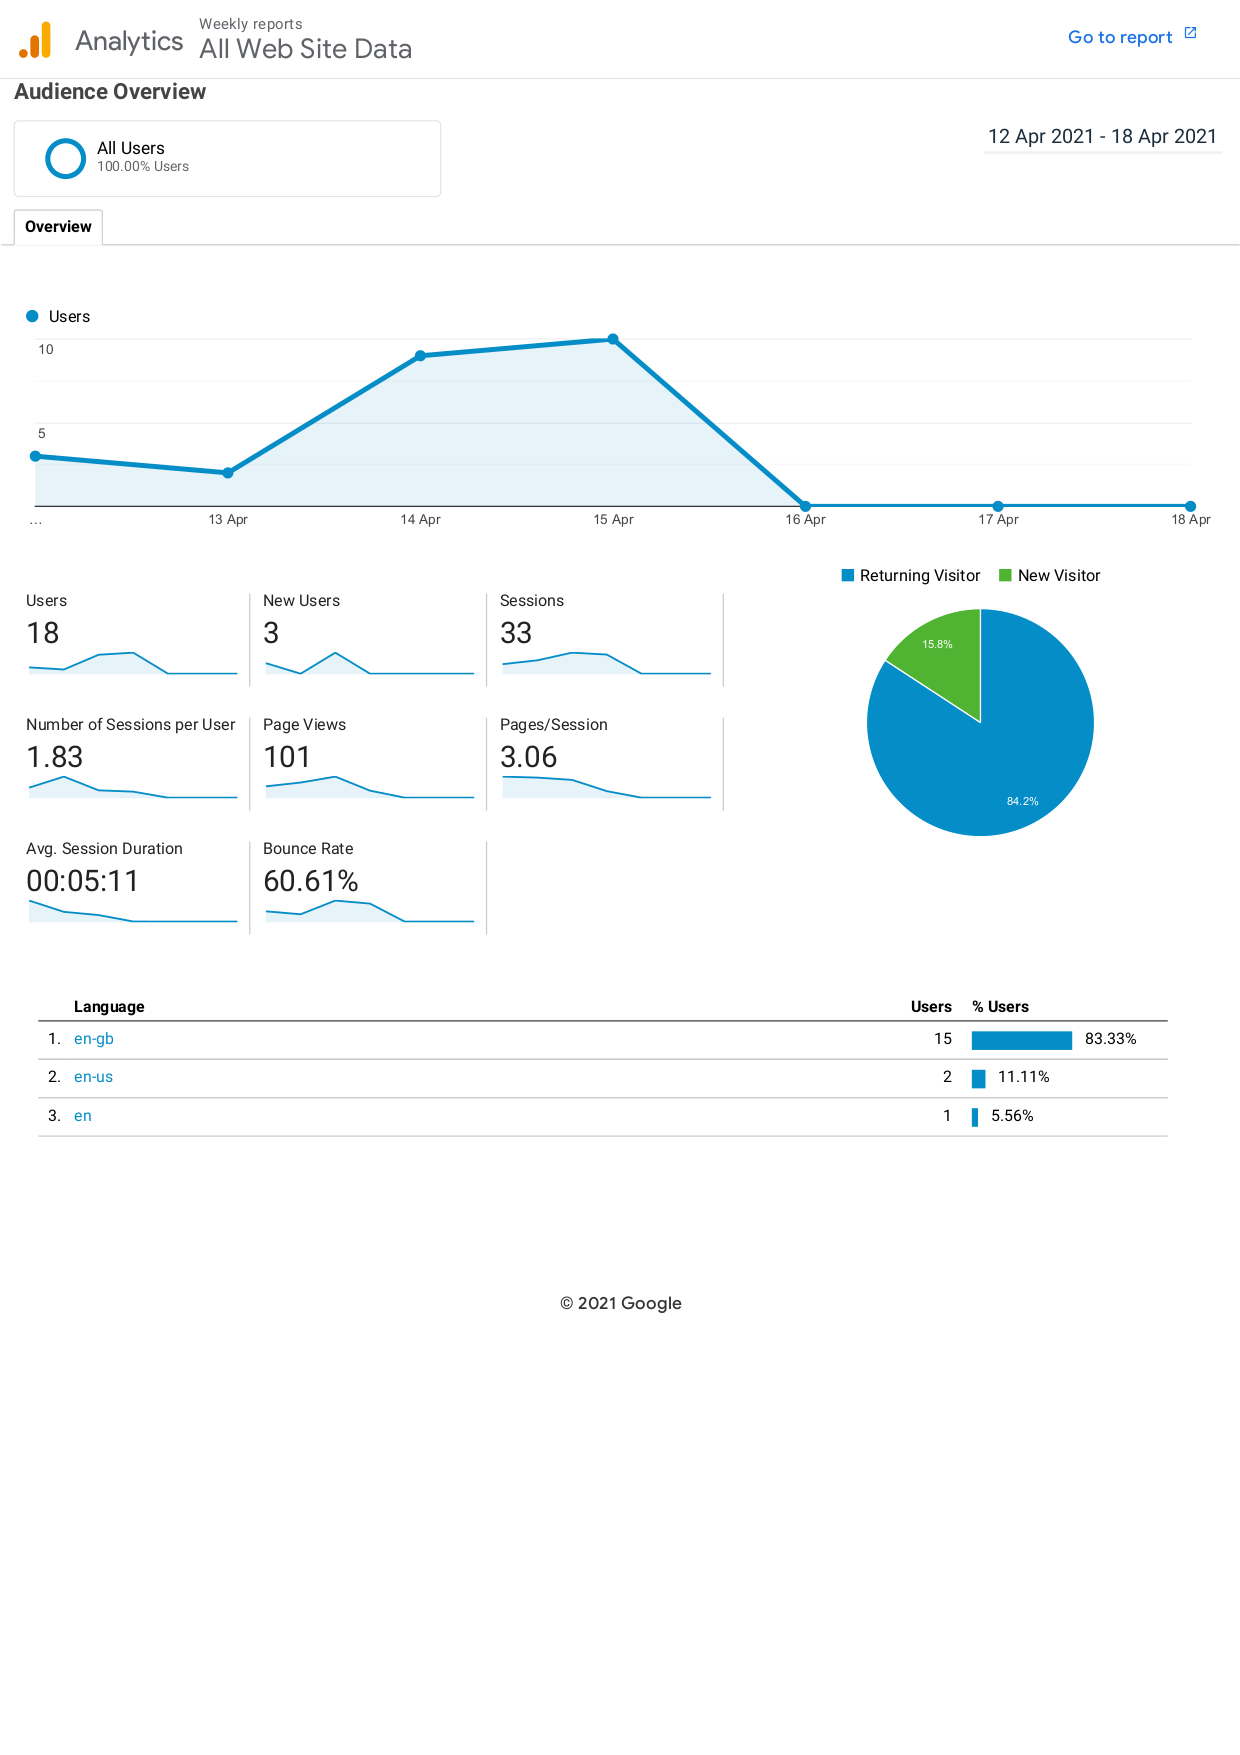 Analytics
Weekly reports
All Web Site Data
Go to report
Audience Overview
All Users
100.00% Users
12 Apr 2021 - 18 Apr 2021
Overview
Users
10
5
...
13 Apr
14 Apr
15 Apr
16 Apr
17 Apr
18 Apr
Returning Visitor
New Visitor
15.8%
84.2%
Users
18
New Users
3
Sessions
33
Number of Sessions per User
1.83
Page Views
101
Pages/Session
3.06
Avg. Session Duration
00:05:11
Bounce Rate
60.61%
Language Users % Users
1. en-gb 15 83.33%
2. en-us 2 11.11%
3. en 1 5.56%
© 2021 Google